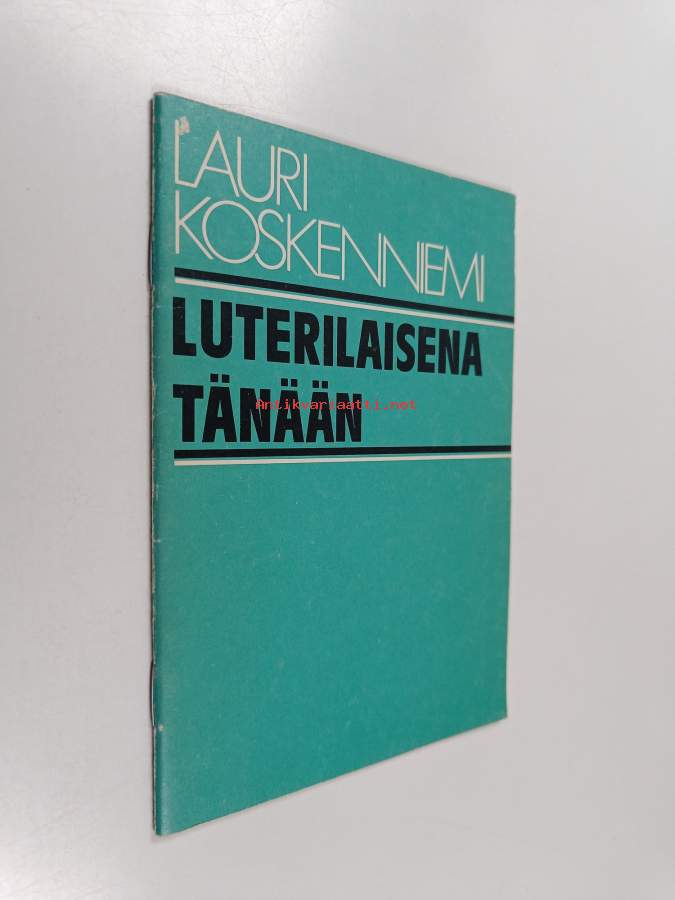 LAURI
KOSKENNIEMI
LUTERILAISENA
TÄNÄÄN
Antikvariaatti.net